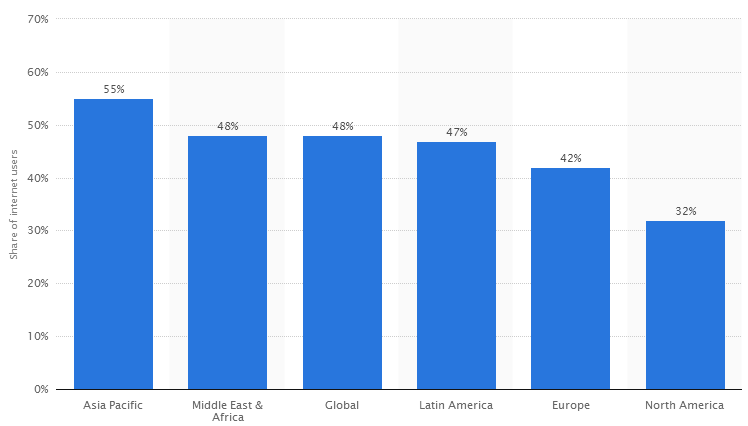 70%
60%
50%
40%
30%
20%
10%
0%
Share of internet users
55%
48%
48%
47%
42%
32%
Asia Pacific
Middle East &
Africa
Global
Latin America
Europe
North America